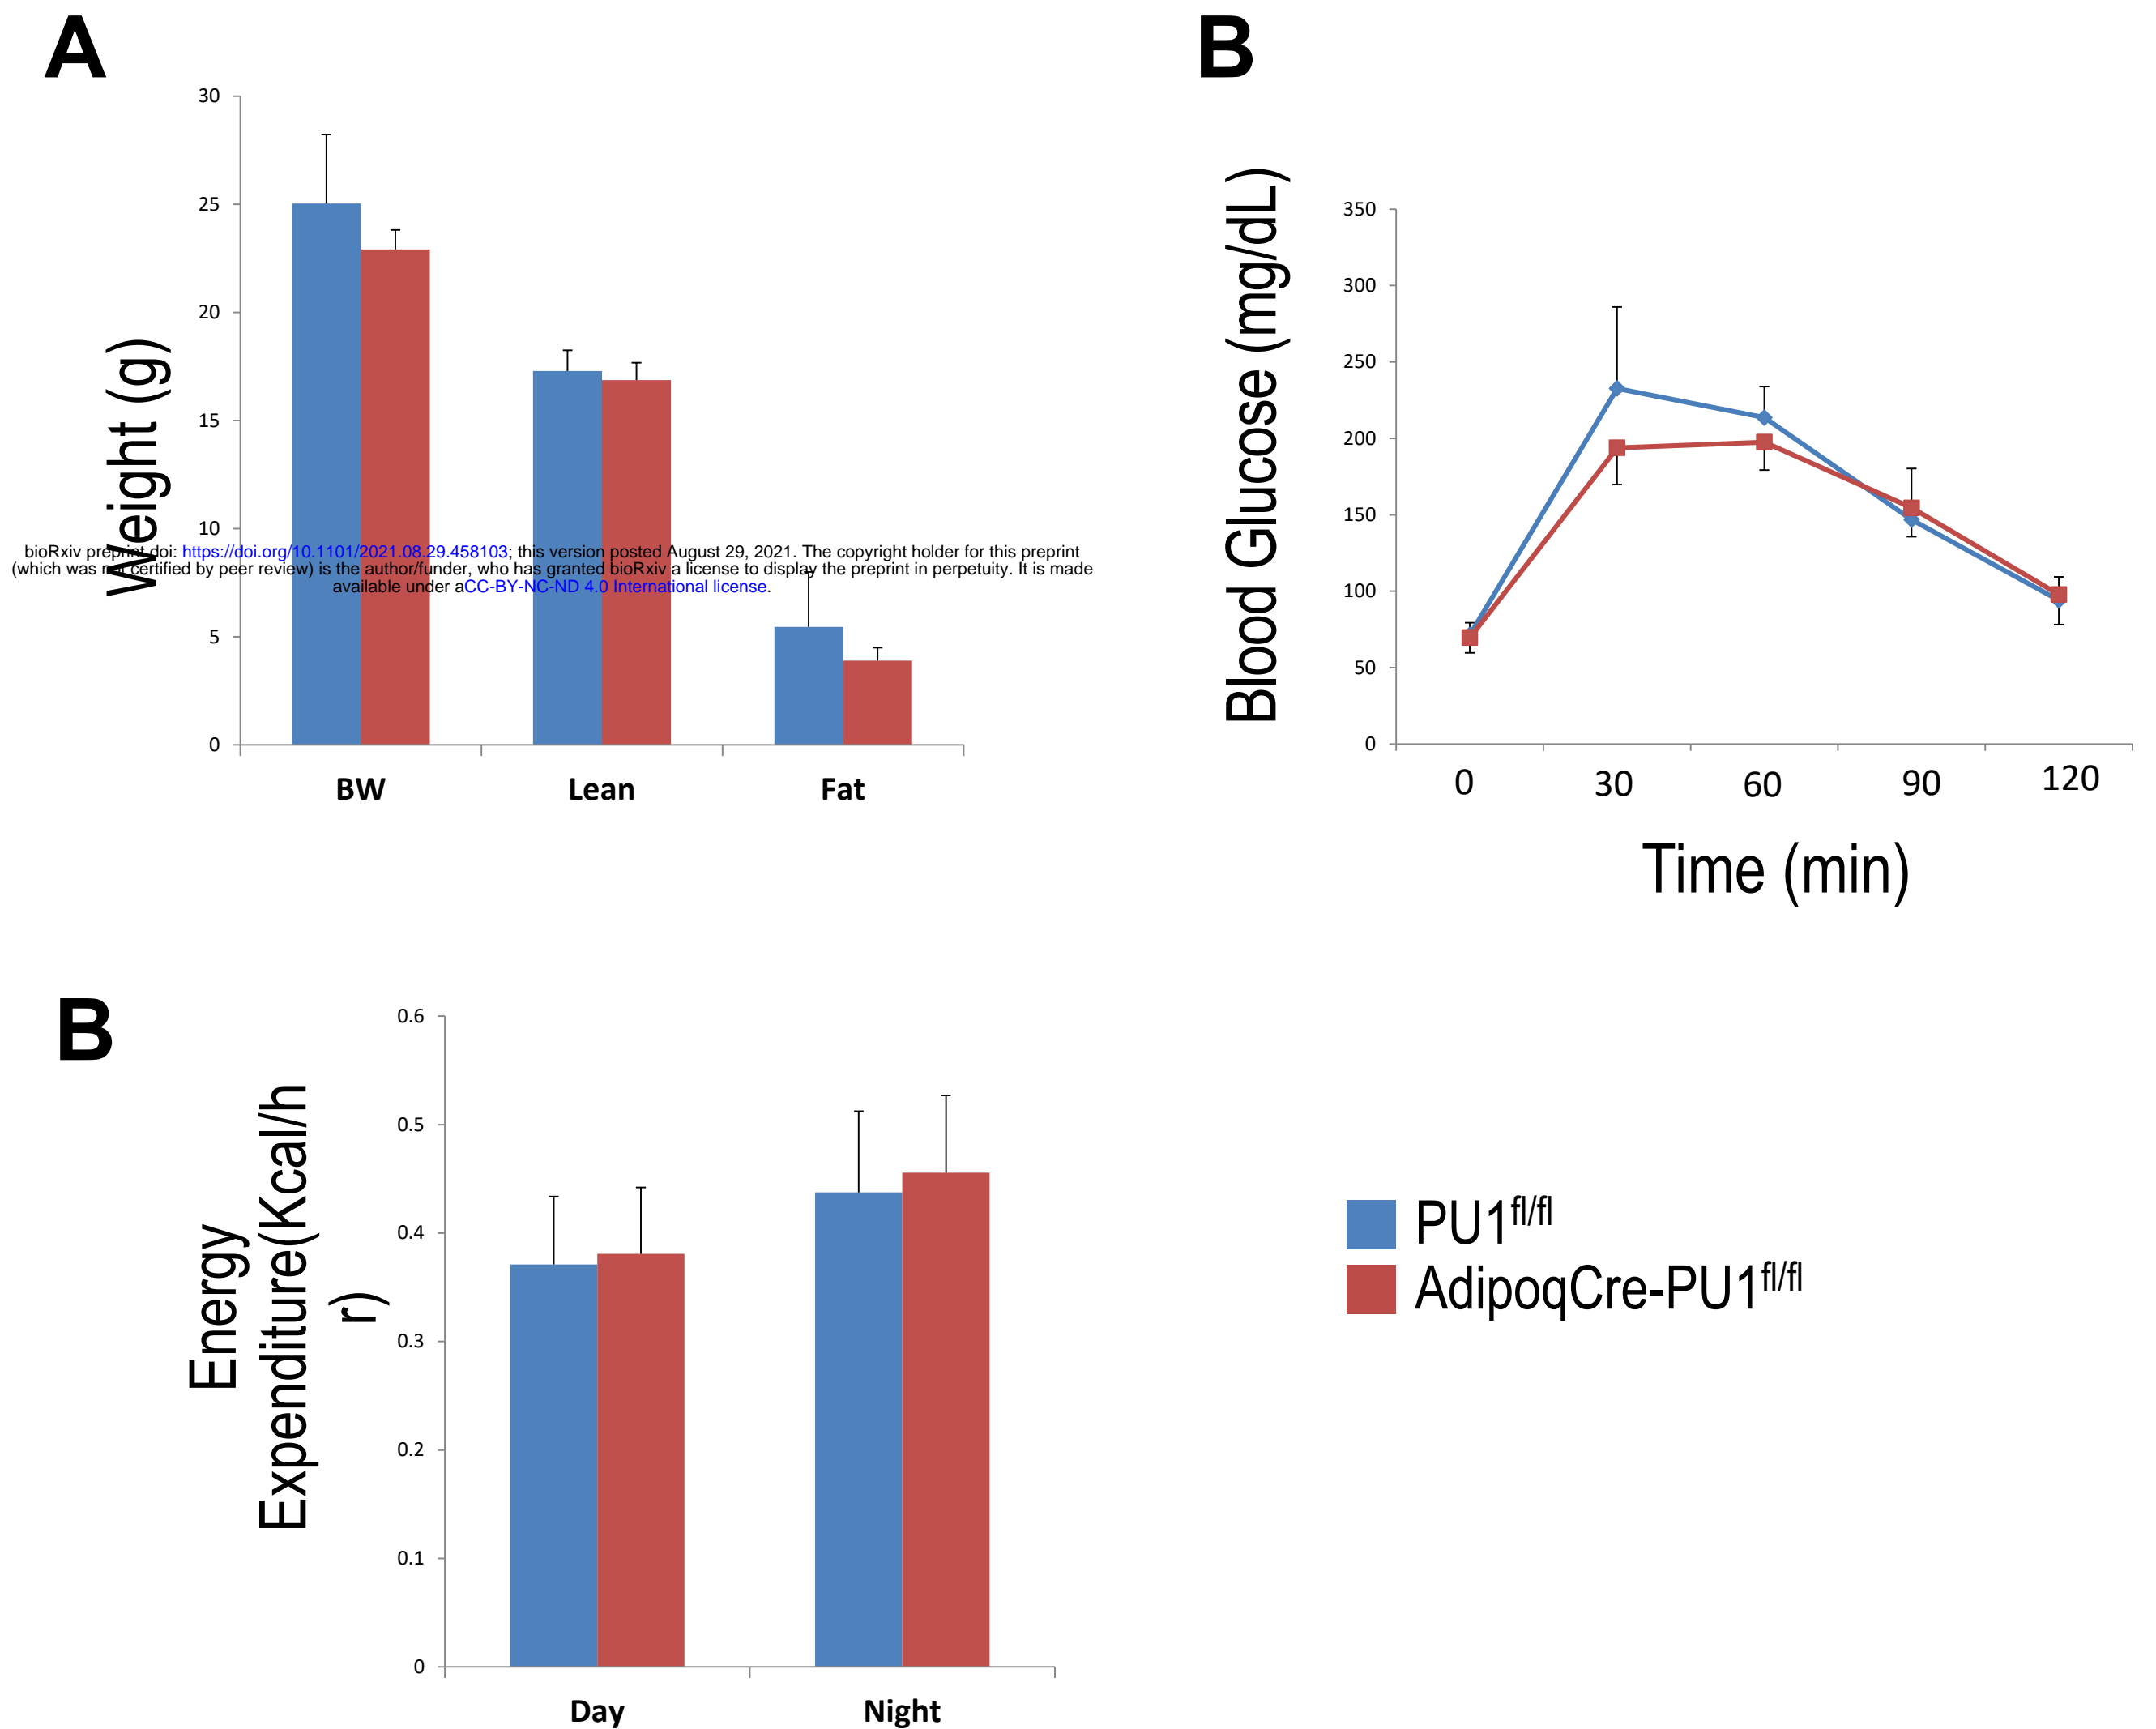 A
B
30
25
20
15
10
5
0
Weight (g)
BW Lean Fat
bioRxiv preprint doi: https://doi.org/10.1101/2021.08.29.458103; this version posted August 29, 2021. The copyright holder for this preprint
(which was not certified by peer review) is the author/funder, who has granted bioRxiv a license to display the preprint in perpetuity. It is made
available under aCC-BY-NC-ND 4.0 International license.
350
300
250
200
150
100
50
0
Blood Glucose (mg/dL)
0 30 60 90 120
Time (min)
B
0.6
0.5
0.4
0.3
0.2
0.1
0
Energy
Expenditure(Kcal/h
r)
Day Night
PU1fl/fl
AdipoqCre-PU1fl/fl